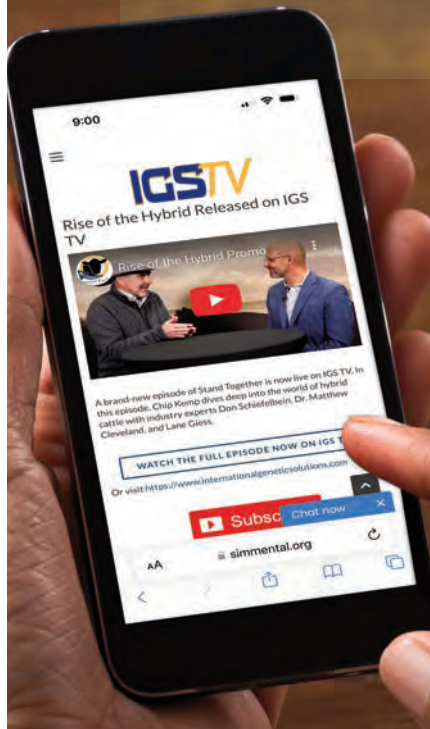 9:00
IGSTV
Rise of the Hybrid Released on IGS
TV
Rise of the Hybrid Promo
A brand-new episode of Stand Together is now live on IGS TV. In
this episode, Chip Kemp dives deep into the world of hybrid
cattle with industry experts Don Schiefelbein, Dr. Matthew
Cleveland, and Lane Giess.
WATCH THE FULL EPISODE NOW ON IGS T
Or visit https://www.internationalgeneticsolutions.com
Subsc
Chat now
AA simmental.org